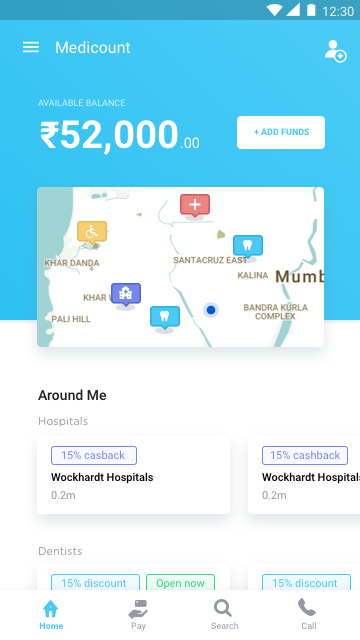 12:30
Medicount
AVAILABLE BALANCE
₹52,000.00
+ ADD FUNDS
KHAR DANDA
SANTACRUZ EAST
KALINA
Mumb
KHAR W
BANDRA KURLA
COMPLEX
PALI HILL
Around Me
Hospitals
15% casback
15% cashback
Wockhardt Hospitals
Wockhardt Hospitals
0.2m
0.2m
Dentists
15% discount
Open now
15% discount
Home
Pay
Search
Call